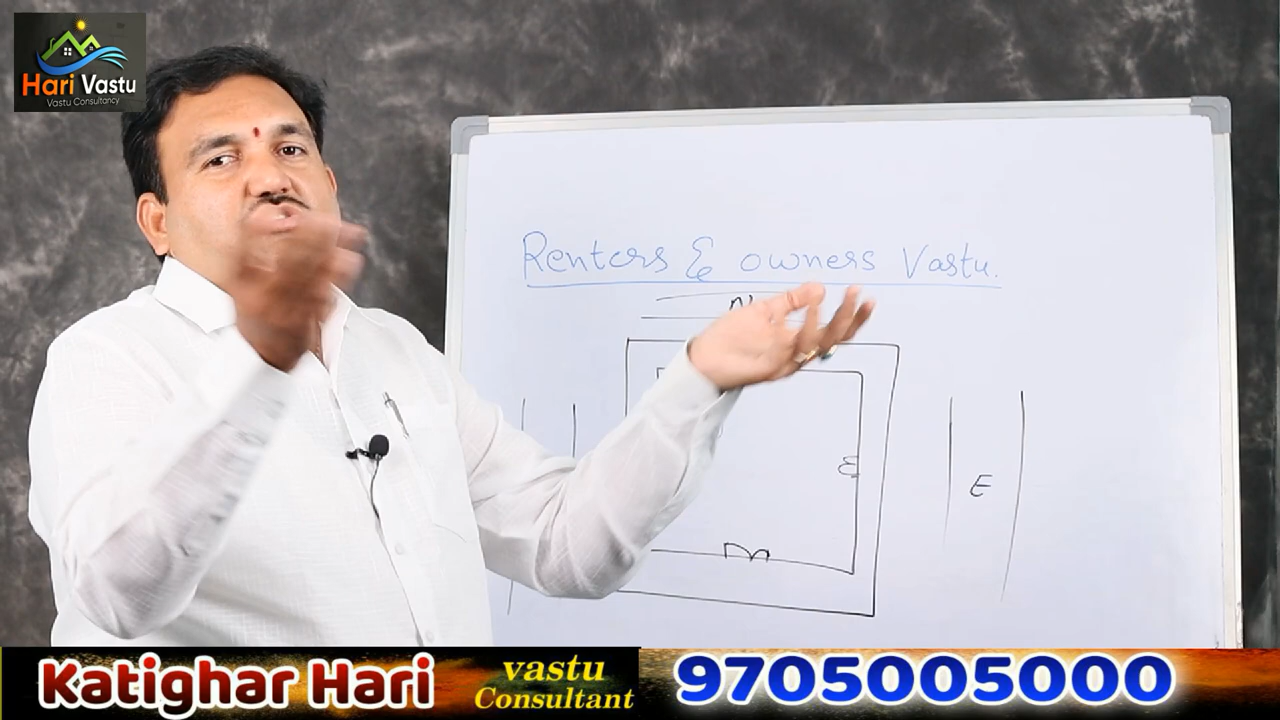 Hari Vastu
Vastu Consultancy
Renters & owners Vastu.
N
E
E
Katighar Hari
vastu
Consultant
9705005000